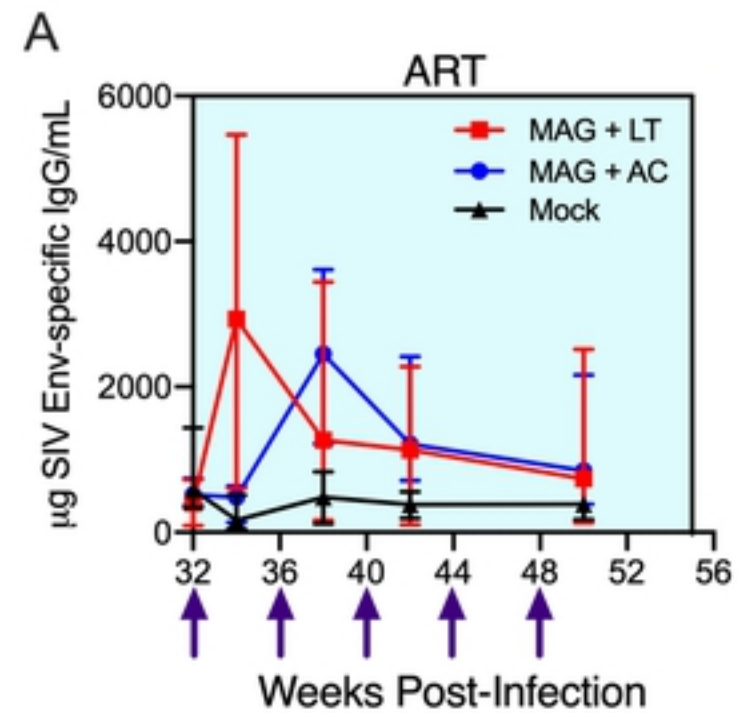 A
ART
6000
4000
2000
0
μg SIV Env-specific IgG/mL
MAG + LT
MAG + AC
Mock
32 36 40 44 48 52 56
Weeks Post-Infection